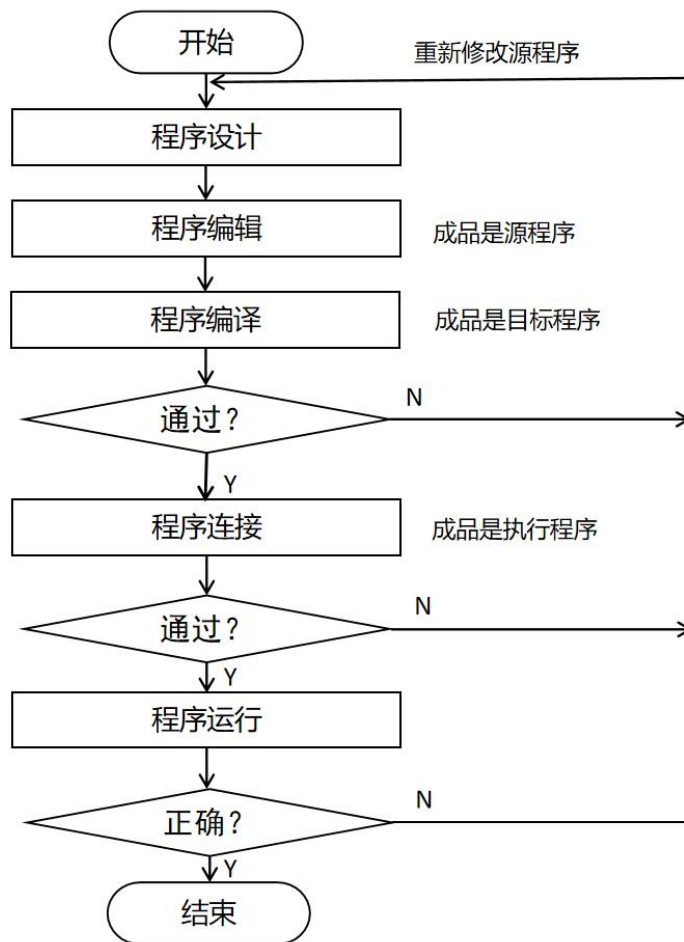 开始
重新修改源程序
程序设计
程序编辑
成品是源程序
程序编译
成品是目标程序
通过?
N
Y
程序连接
成品是执行程序
通过?
N
Y
程序运行
正确?
N
Y
结束